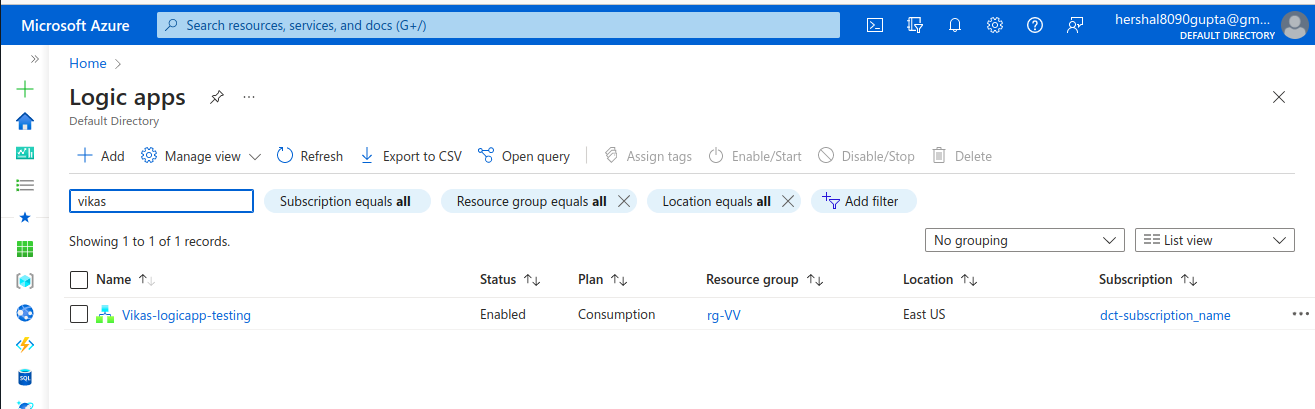 Microsoft Azure
Search resources, services, and docs (G+/)
hershal8090gupta@gm...
DEFAULT DIRECTORY
Home
Logic apps
Default Directory
Add
Manage view
Refresh
Export to CSV
Open query
Assign tags
Enable/Start
Disable/Stop
Delete
vikas
Subscription equals all
Resource group equals all
Location equals all
Add filter
Showing 1 to 1 of 1 records.
No grouping
List view
Name
Status
Plan
Resource group
Location
Subscription
Vikas-logicapp-testing
Enabled
Consumption
rg-VV
East US
dct-subscription_name
SQL